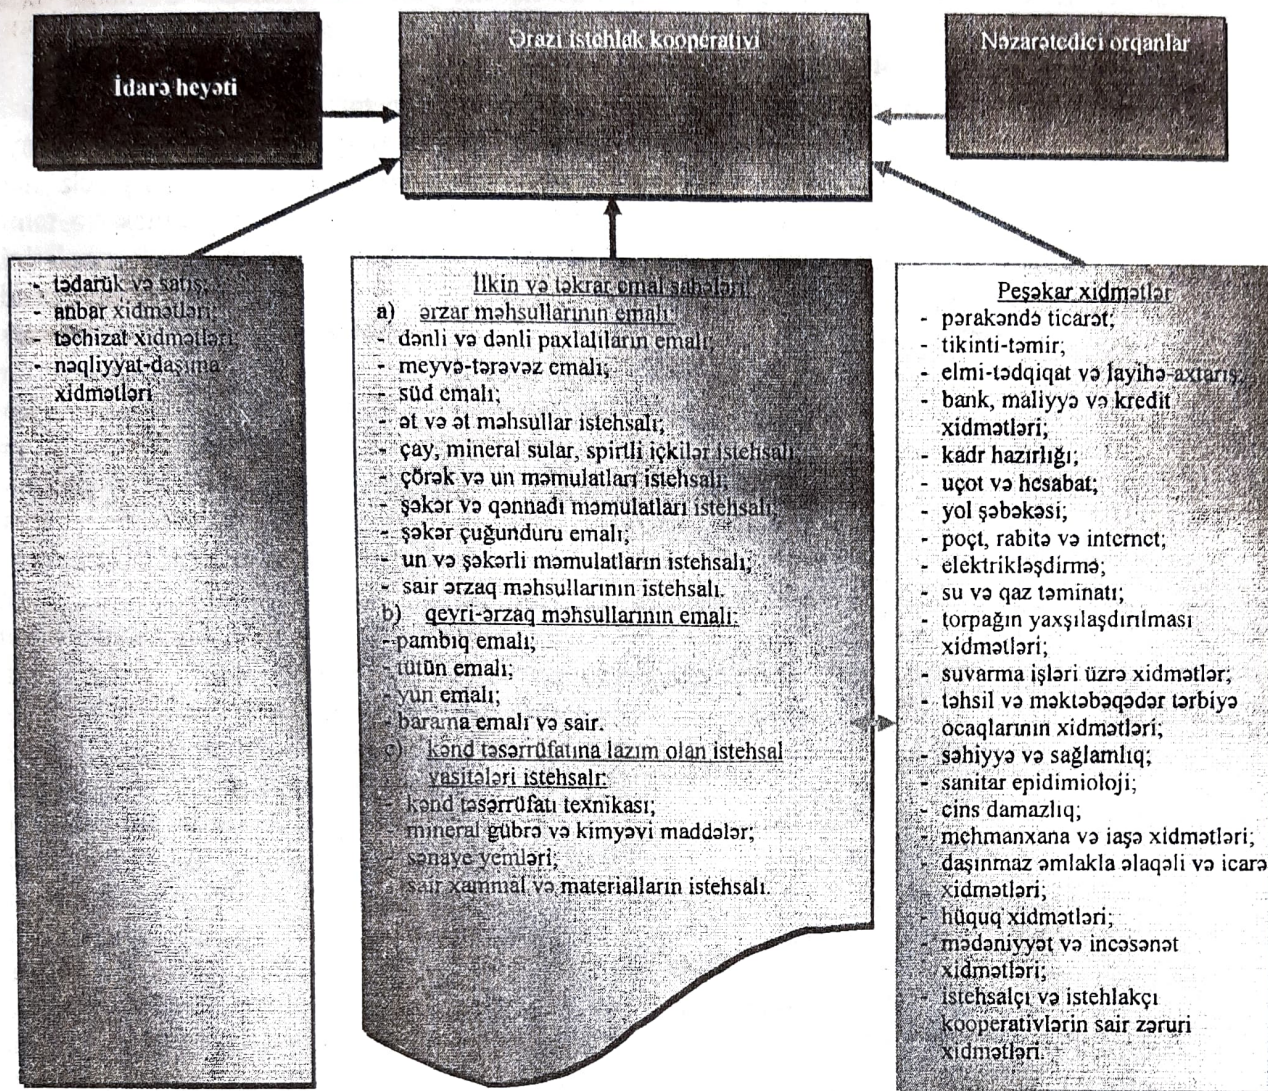 İdarə heyəti
Ərazi istehlak kooperativi
Nəzarətedici orqanlar
- tədarük və satış;
- anbar xidmətləri;
- təchizat xidmətləri;
- nəqliyyat-daşıma
xidmətləri
İlkin və təkrar emal sahələri:
a) ərzar məhsullarının emalı:
- dənli və dənli paxlalıların emalı;
- meyvə-tərəvəz emalı;
- süd emalı;
- ət və ət məhsullar istehsalı;
- çay, mineral sular, spirtli içkilər istehsalı;
- çörək və un məmulatları istehsalı;
- şəkər və qənnadı məmulatları istehsalı;
- şəkər çuğunduru emalı;
- un və şəkərli məmulatların istehsalı;
- sair ərzaq məhsullarının istehsalı.
b) qeyri-ərzaq məhsullarının emalı:
- pambıq emalı;
- tütün emalı;
- yun emalı;
- barama emalı və sair.
c) kənd təsərrüfatına lazım olan istehsal
vasitələri istehsalı:
- kənd təsərrüfatı texnikası;
- mineral gübrə və kimyəvi maddələr;
- sənaye yemləri;
- sair xammal və materialların istehsalı.
Peşəkar xidmətlər
- pərakəndə ticarət;
- tikinti-təmir;
- elmi-tədqiqat və layihə-axtarış;
- bank, maliyyə və kredit
xidmətləri;
- kadr hazırlığı;
- uçot və hesabat;
- yol şəbəkəsi;
- poçt, rabitə və internet;
- elektrikləşdirmə;
- su və qaz təminatı;
- torpağın yaxşılaşdırılması
xidmətləri;
- suvarma işləri üzrə xidmətlər;
- təhsil və məktəbəqədər tərbiyə
ocaqlarının xidmətləri;
- səhiyyə və sağlamlıq;
- sanitar epidimioloji;
- cins damazlıq;
- mehmanxana və iaşə xidmətləri;
- daşınmaz əmlakla əlaqəli və icarə
xidmətləri;
- hüquq xidmətləri;
- mədəniyyət və incəsənət
xidmətləri;
- istehsalçı və istehlakçı
kooperativlərin sair zəruri
xidmətləri.